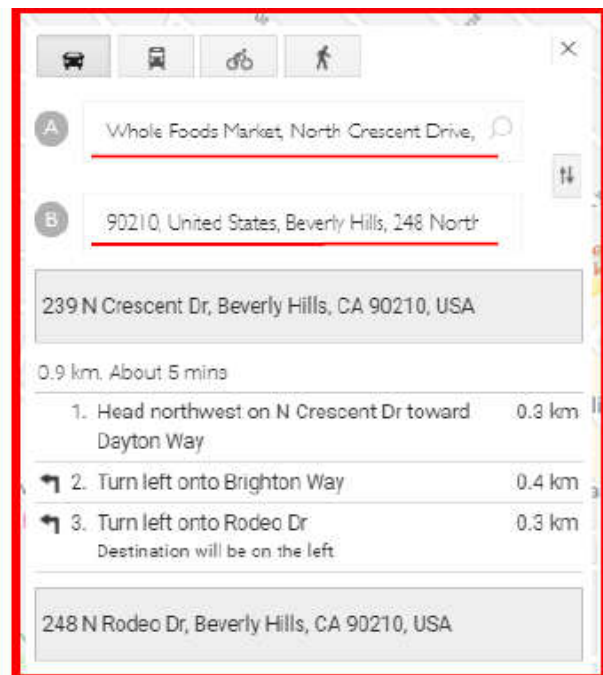 A
Whole Foods Market, North Crescent Drive,
B
90210, United States, Beverly Hills, 248 North
239 N Crescent Dr, Beverly Hills, CA 90210, USA
0.9 km. About 5 mins
1. Head northwest on N Crescent Dr toward 0.3 km
Dayton Way
2. Turn left onto Brighton Way 0.4 km
3. Turn left onto Rodeo Dr 0.3 km
Destination will be on the left
248 N Rodeo Dr, Beverly Hills, CA 90210, USA